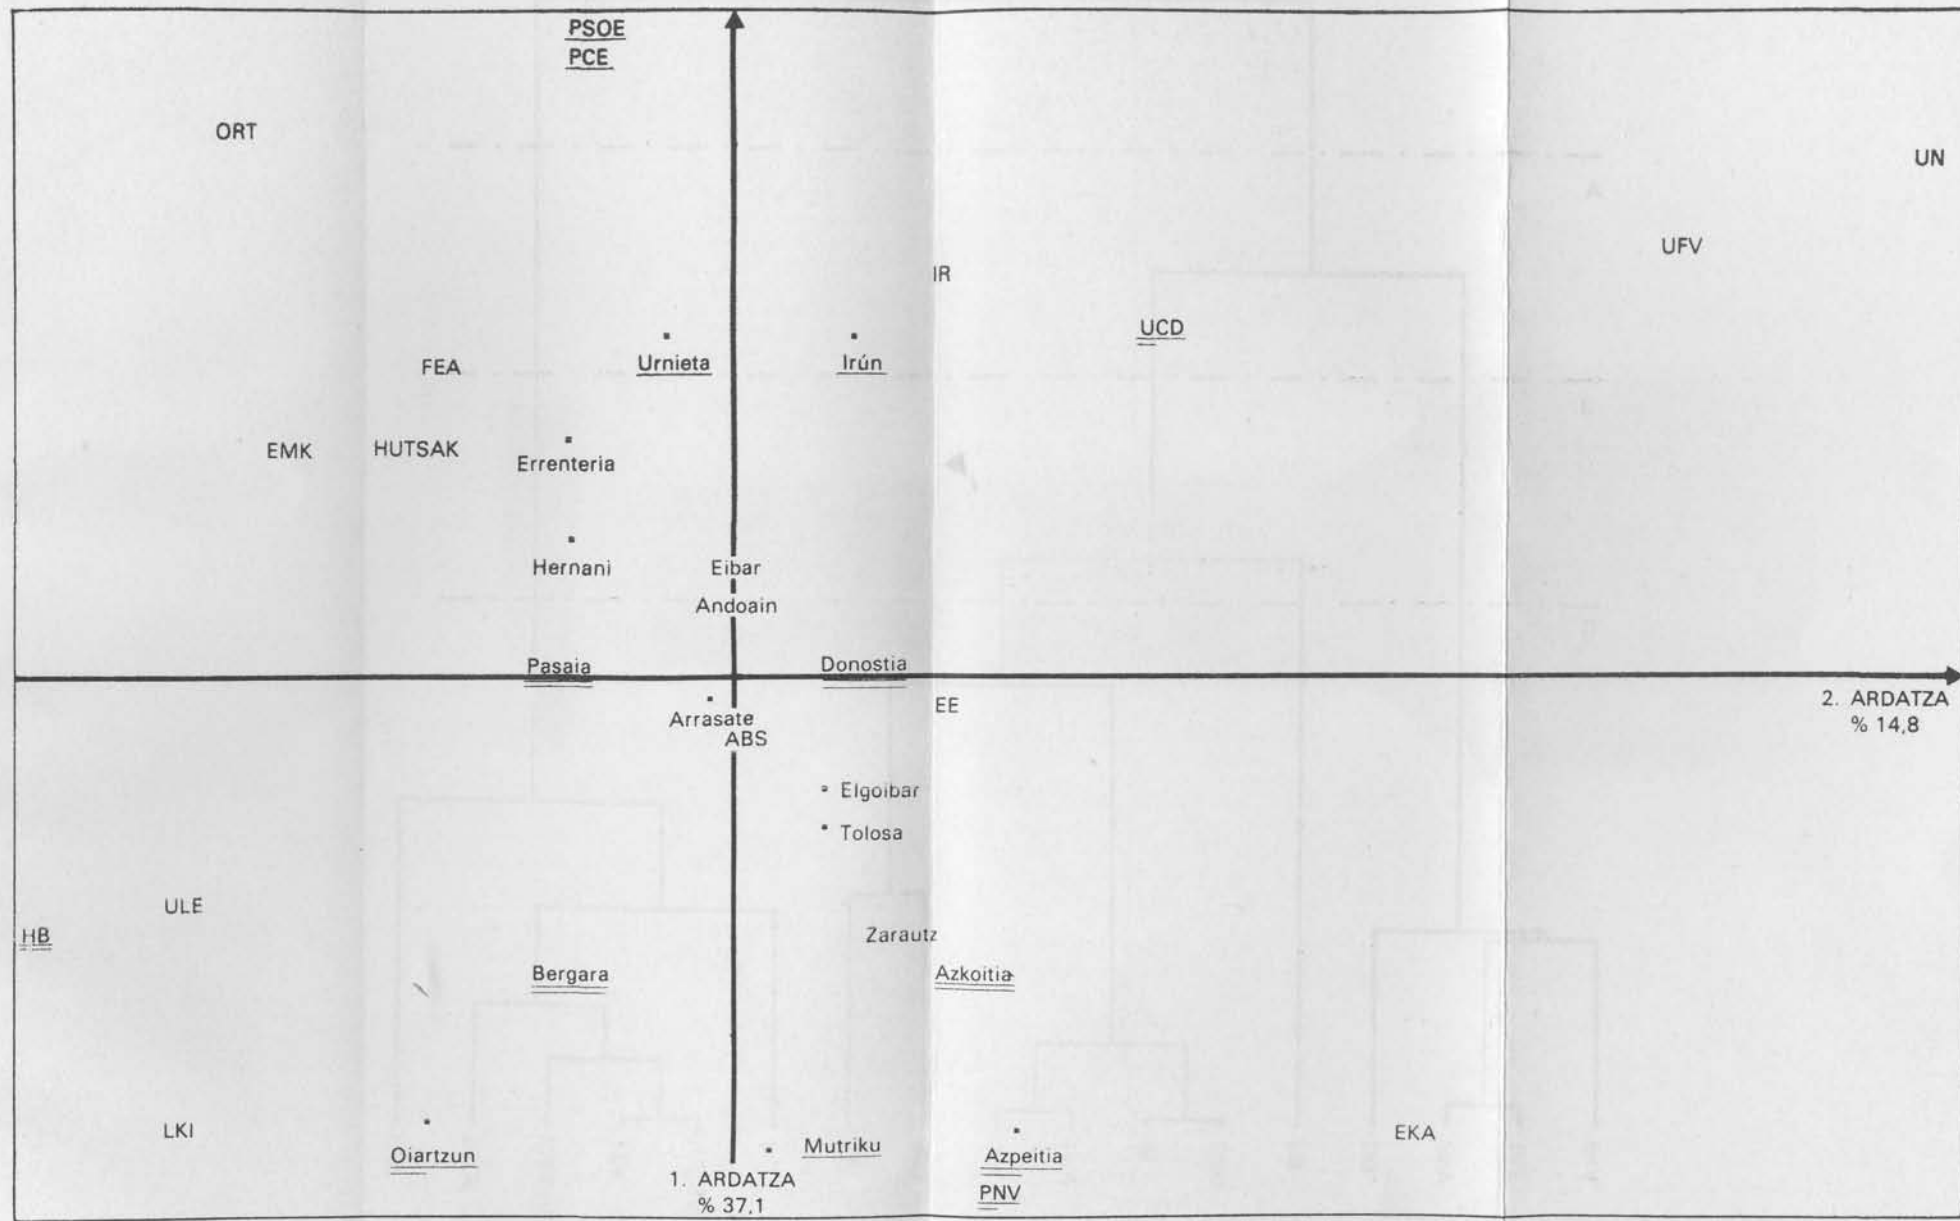 PSOE
PCE
ORT
UN
UFV
IR
UCD
Urnieta
Irún
FEA
EMK
HUTSAK
Errenteria
Hernani
Eibar
Andoain
Pasaia
Donostia
2. ARDATZA
% 14,8
EE
Arrasate
ABS
Elgoibar
Tolosa
ULE
HB
Zarautz
Bergara
Azkoitia
LKI
EKA
Oiartzun
Mutriku
Azpeitia
1. ARDATZA
% 37,1
PNV